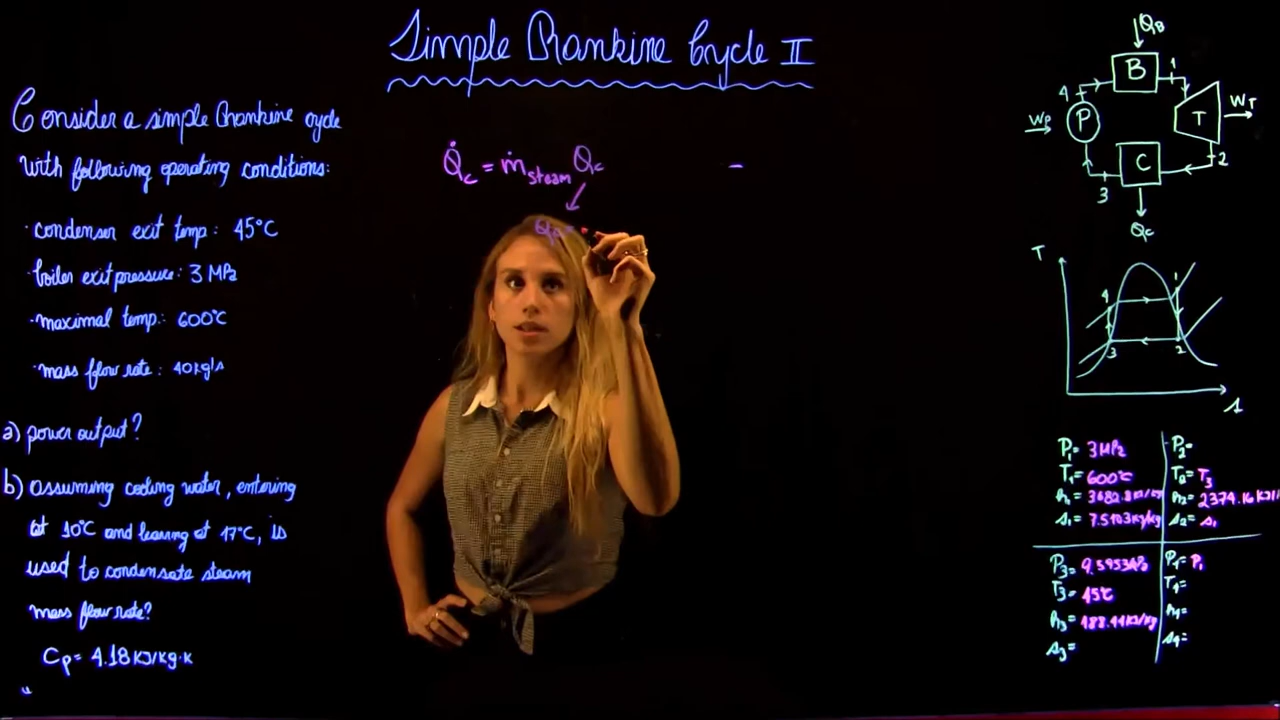 Simple Rankine Cycle II
Consider a simple Rankine cycle
with following operating conditions:
· condenser exit temp: 45°C
· boiler exit pressure: 3 MPa
· maximal temp.: 600°C
· mass flow rate: 40 kg/s
a) power output?
b) assuming cooling water, entering
at 10°C and leaving at 17°C, is
used to condensate steam
mass flow rate?
Cp = 4.18 KJ/kg·K
Q̇c = ṁsteam Qc
-
Qc =
QB
B
1
4
P
WP
T
WT
C
2
3
Qc
T
1
4
3
2
s
P1= 3 MPa
T1= 600°C
h1= 3682.8 KJ/kg
s1= 7.5103 KJ/kg
P2=
T2= T3
h2= 2374.16 KJ/
s2= s1
P3= 9.5953 kPa
T3= 45°C
h3= 188.44 KJ/kg
s3=
P4= P1
T4=
h4=
s4=